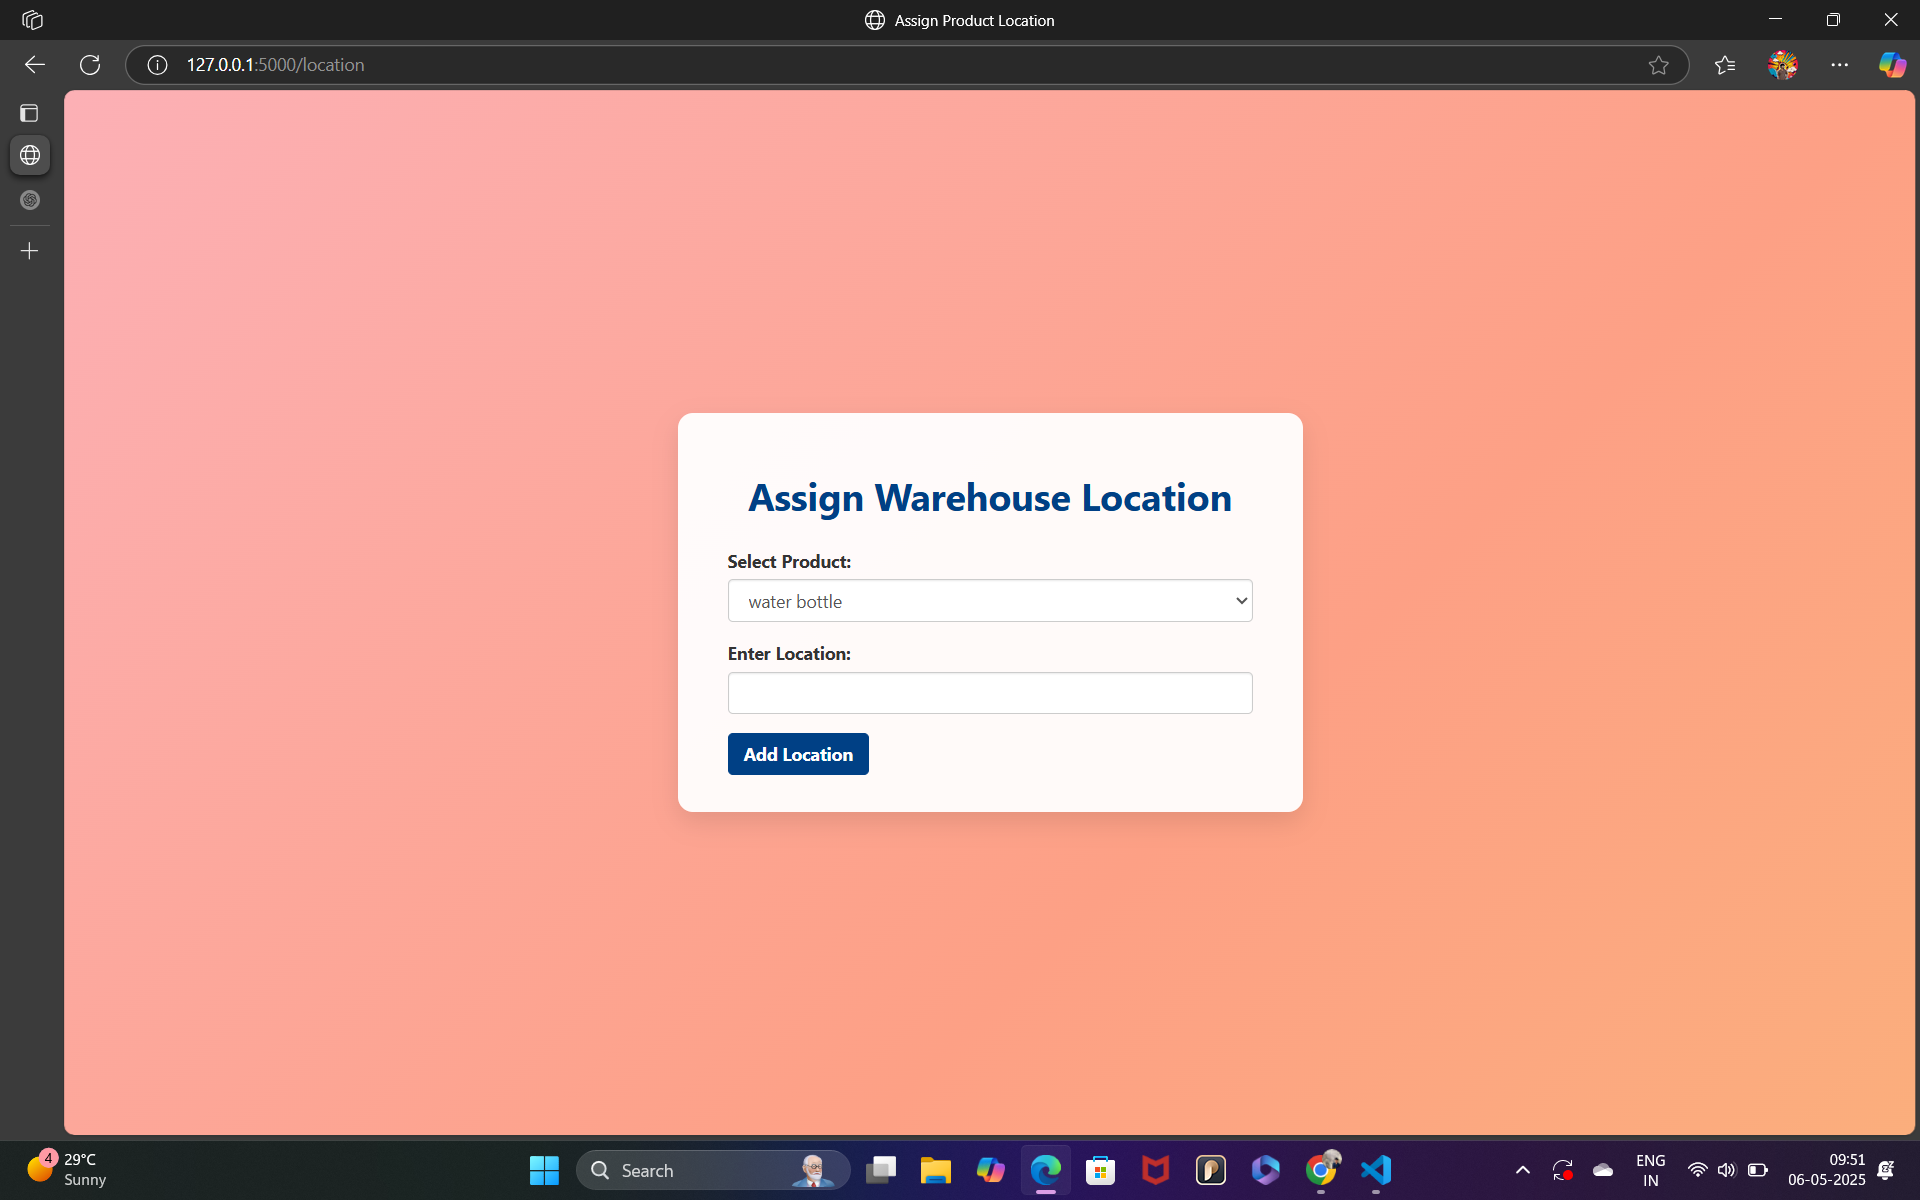 Assign Product Location
127.0.0.1:5000/location
Assign Warehouse Location
Select Product:
water bottle
Enter Location:
Add Location
4
29°C
Sunny
Search
ENG
IN
09:51
06-05-2025